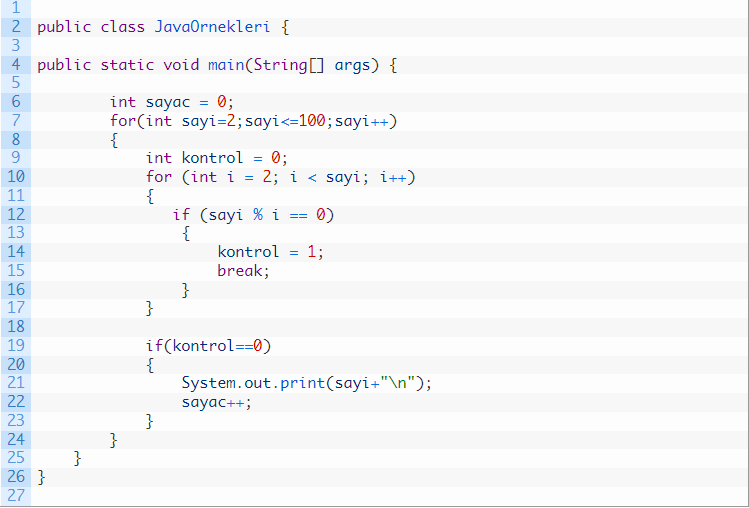 1
2 public class JavaOrnekleri {
3
4 public static void main(String[] args) {
5
6         int sayac = 0;
7         for(int sayi=2;sayi<=100;sayi++)
8         {
9             int kontrol = 0;
10             for (int i = 2; i < sayi; i++)
11             {
12                if (sayi % i == 0)
13                 {
14                     kontrol = 1;
15                     break;
16                 }
17             }
18
19             if(kontrol==0)
20             {
21                 System.out.print(sayi+"\n");
22                 sayac++;
23             }
24         }
25     }
26 }
27